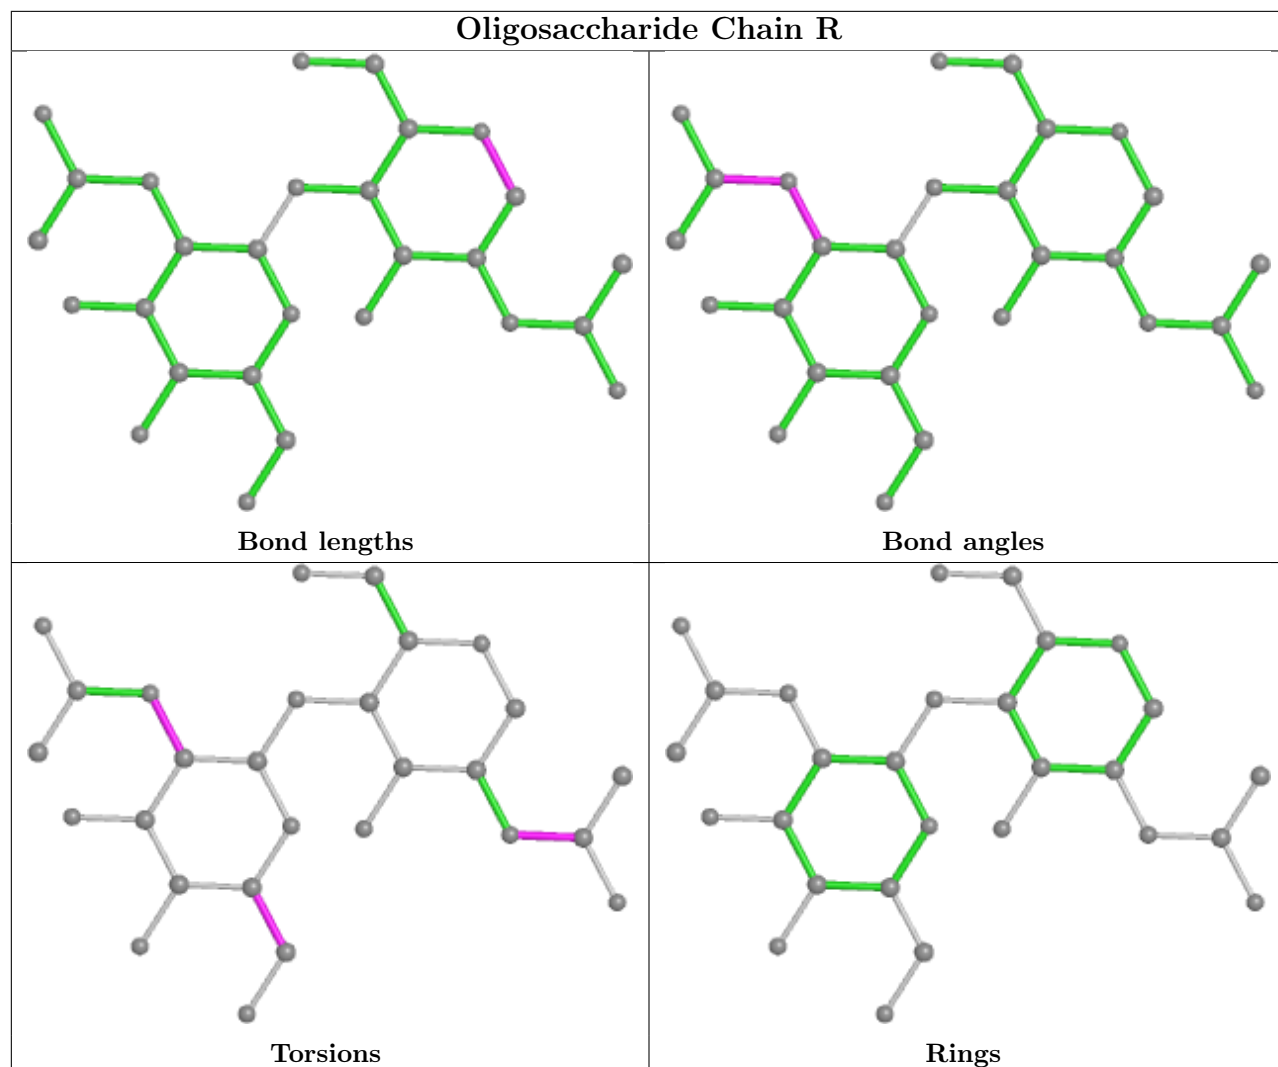 Oligosaccharide Chain R
Bond lengths
Bond angles
Torsions
Rings